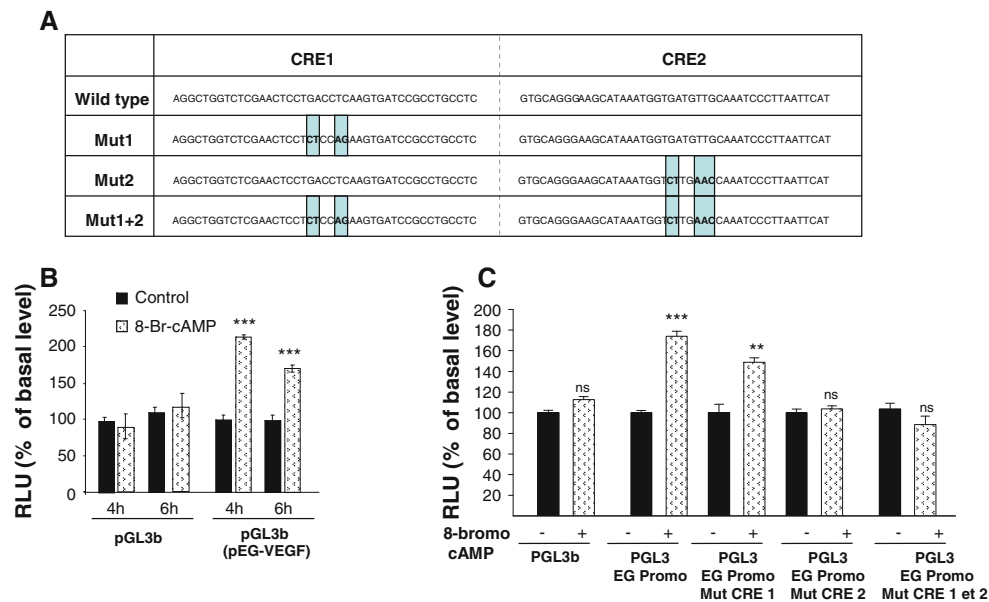 A
CRE1 CRE2
Wild type AGGCTGGTCTCGAACTCCTGACCTCAAGTGATCCGCCTGCCTC GTGCAGGGAAGCATAAATGGTGATGTTGCAAATCCCTTAATTCAT
Mut1 AGGCTGGTCTCGAACTCCTCTCCAGAAGTGATCCGCCTGCCTC GTGCAGGGAAGCATAAATGGTGATGTTGCAAATCCCTTAATTCAT
Mut2 AGGCTGGTCTCGAACTCCTGACCTCAAGTGATCCGCCTGCCTC GTGCAGGGAAGCATAAATGGTCTTGAACCAAATCCCTTAATTCAT
Mut1+2 AGGCTGGTCTCGAACTCCTCTCCAGAAGTGATCCGCCTGCCTC GTGCAGGGAAGCATAAATGGTCTTGAACCAAATCCCTTAATTCAT
B
RLU (% of basal level)
Control
8-Br-cAMP
250
200
150
100
50
0
***
***
4h 6h 4h 6h
pGL3b pGL3b
(pEG-VEGF)
C
RLU (% of basal level)
200
180
160
140
120
100
80
60
40
20
ns *** ** ns ns
8-bromo - + - + - + - + - +
cAMP
PGL3b PGL3 PGL3 PGL3 PGL3
EG Promo EG Promo EG Promo EG Promo
Mut CRE 1 Mut CRE 2 Mut CRE 1 et 2